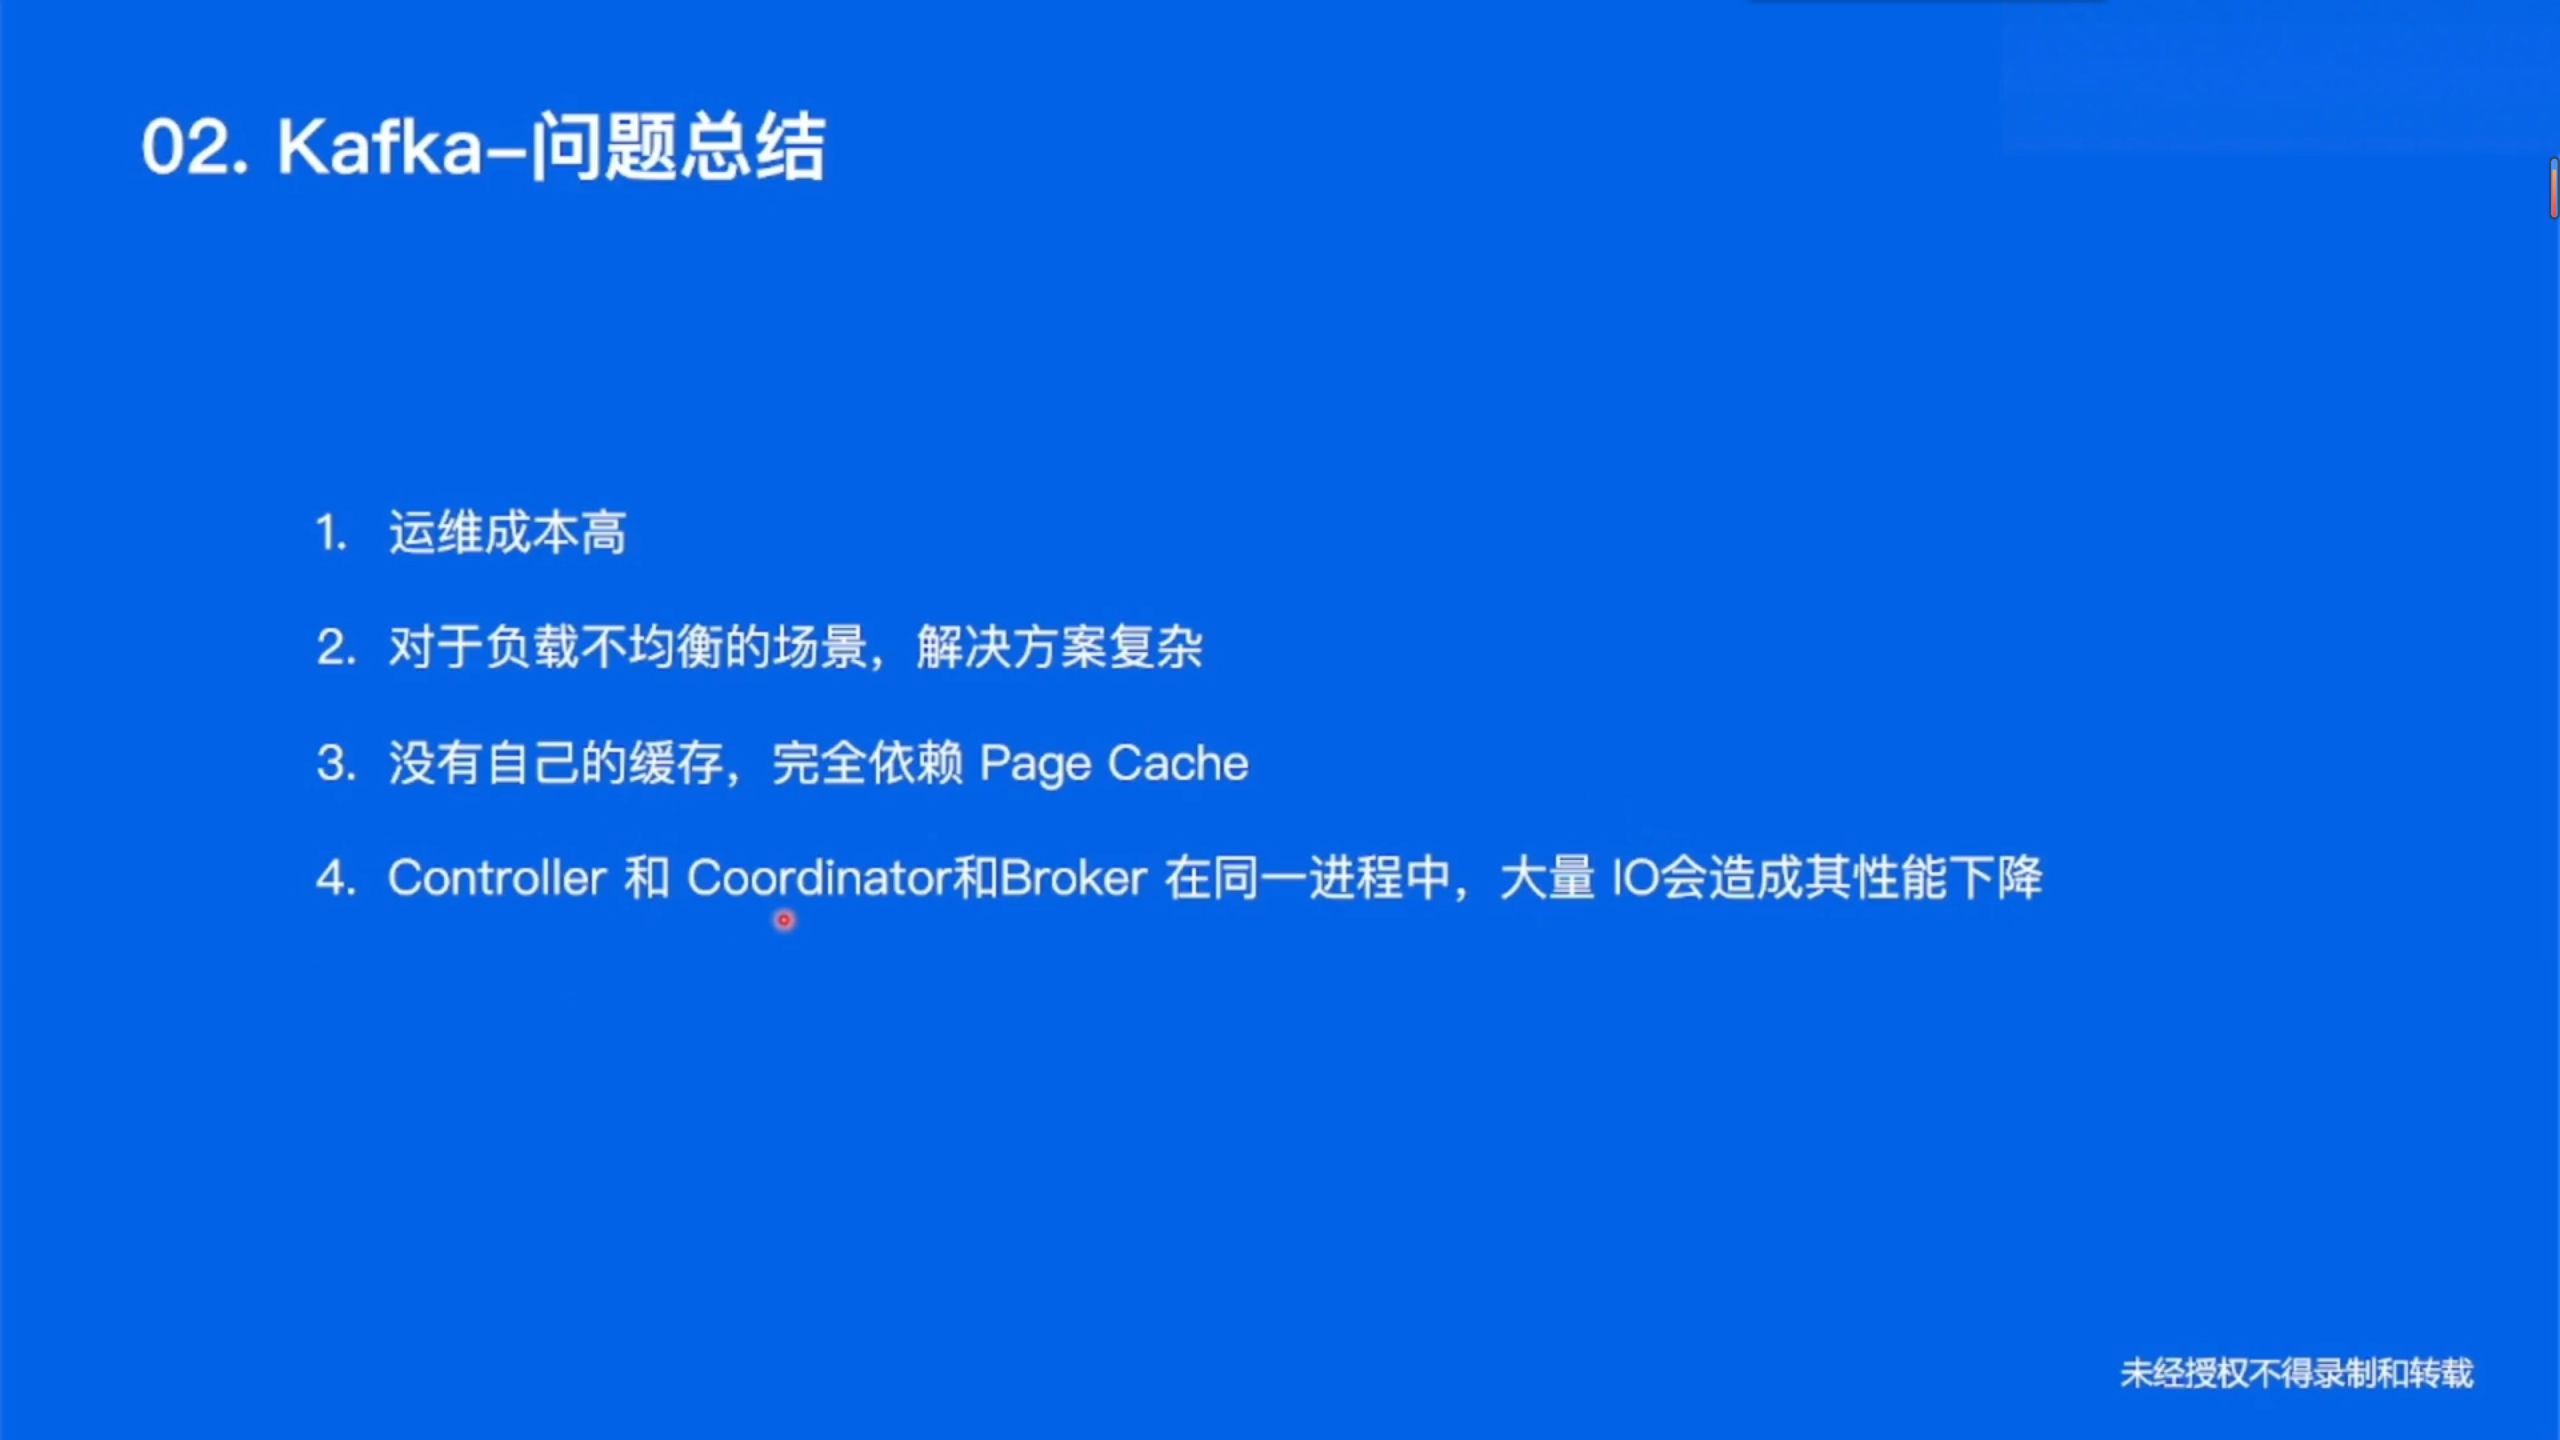 02. Kafka-问题总结
1. 运维成本高
2. 对于负载不均衡的场景，解决方案复杂
3. 没有自己的缓存，完全依赖 Page Cache
4. Controller 和 Coordinator和Broker 在同一进程中，大量 IO会造成其性能下降
未经授权不得录制和转载